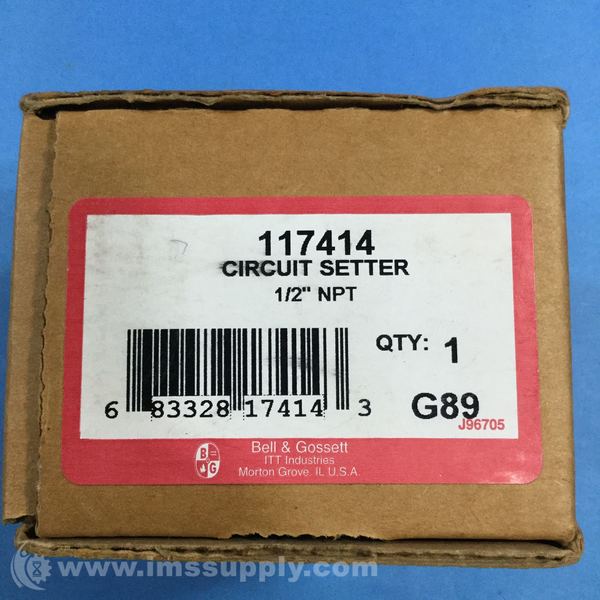 117414
CIRCUIT SETTER
1/2" NPT
QTY: 1
6 83328 17414 3
G89
J96705
B G
Bell & Gossett
ITT Industries
Morton Grove, IL U.S.A.
www.imssupply.com